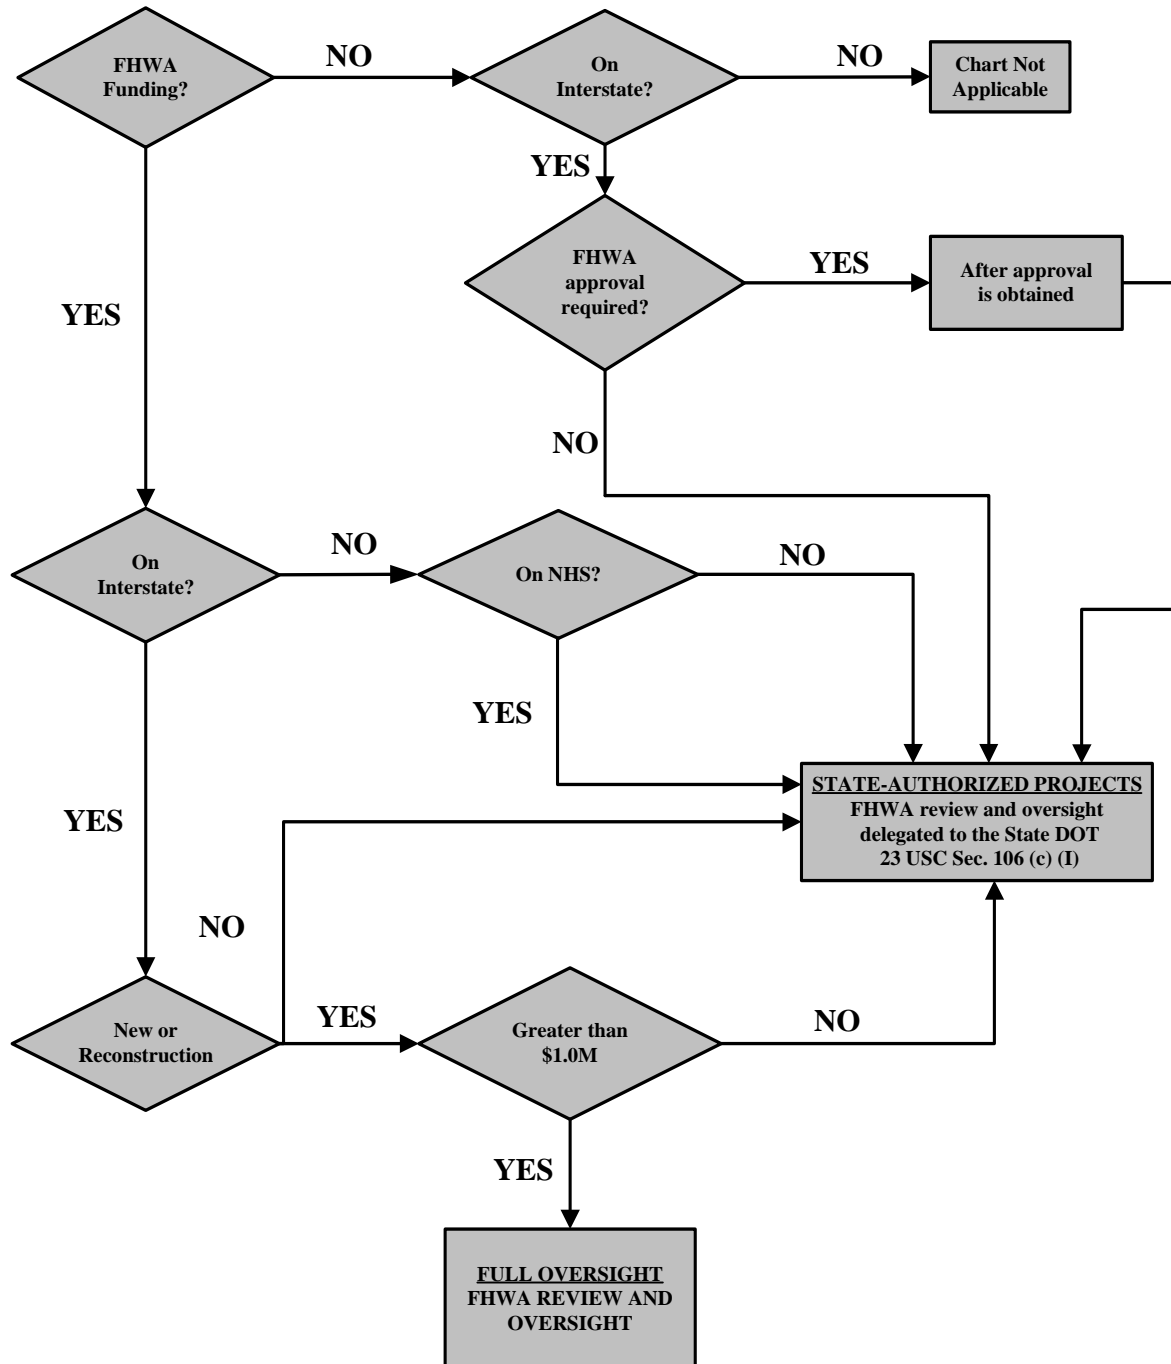 FHWA
Funding?
NO
On
Interstate?
NO
Chart Not
Applicable
YES
FHWA
approval
required?
YES
After approval
is obtained
YES
NO
On
Interstate?
NO
On NHS?
NO
YES
YES
STATE-AUTHORIZED PROJECTS
FHWA review and oversight
delegated to the State DOT
23 USC Sec. 106 (c) (I)
NO
New or
Reconstruction
YES
Greater than
$1.0M
NO
YES
FULL OVERSIGHT
FHWA REVIEW AND
OVERSIGHT